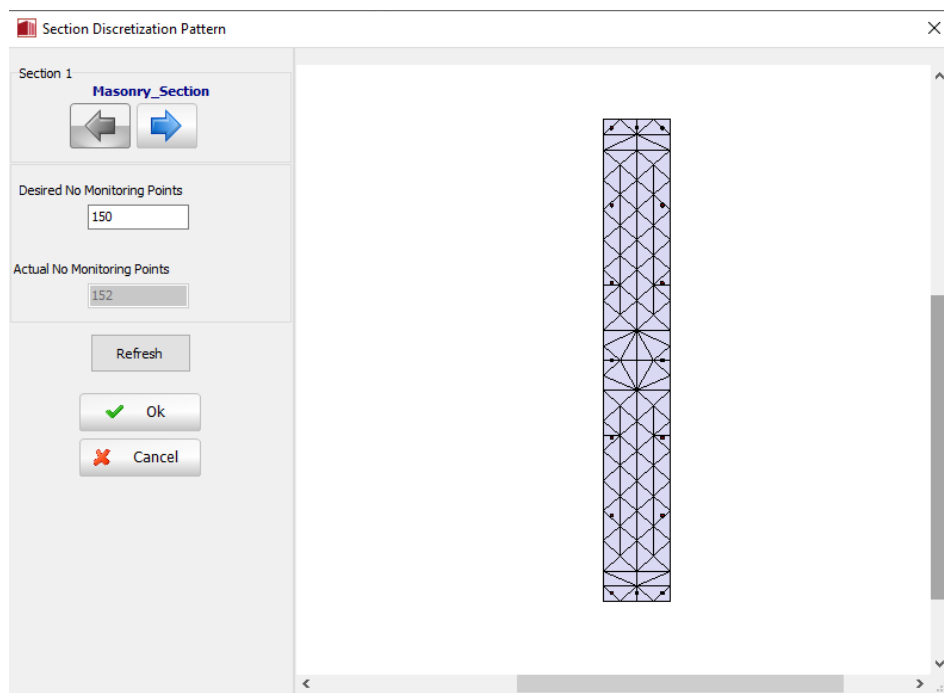 Section Discretization Pattern
Section 1
Masonry_Section
Desired No Monitoring Points
150
Actual No Monitoring Points
152
Refresh
Ok
Cancel